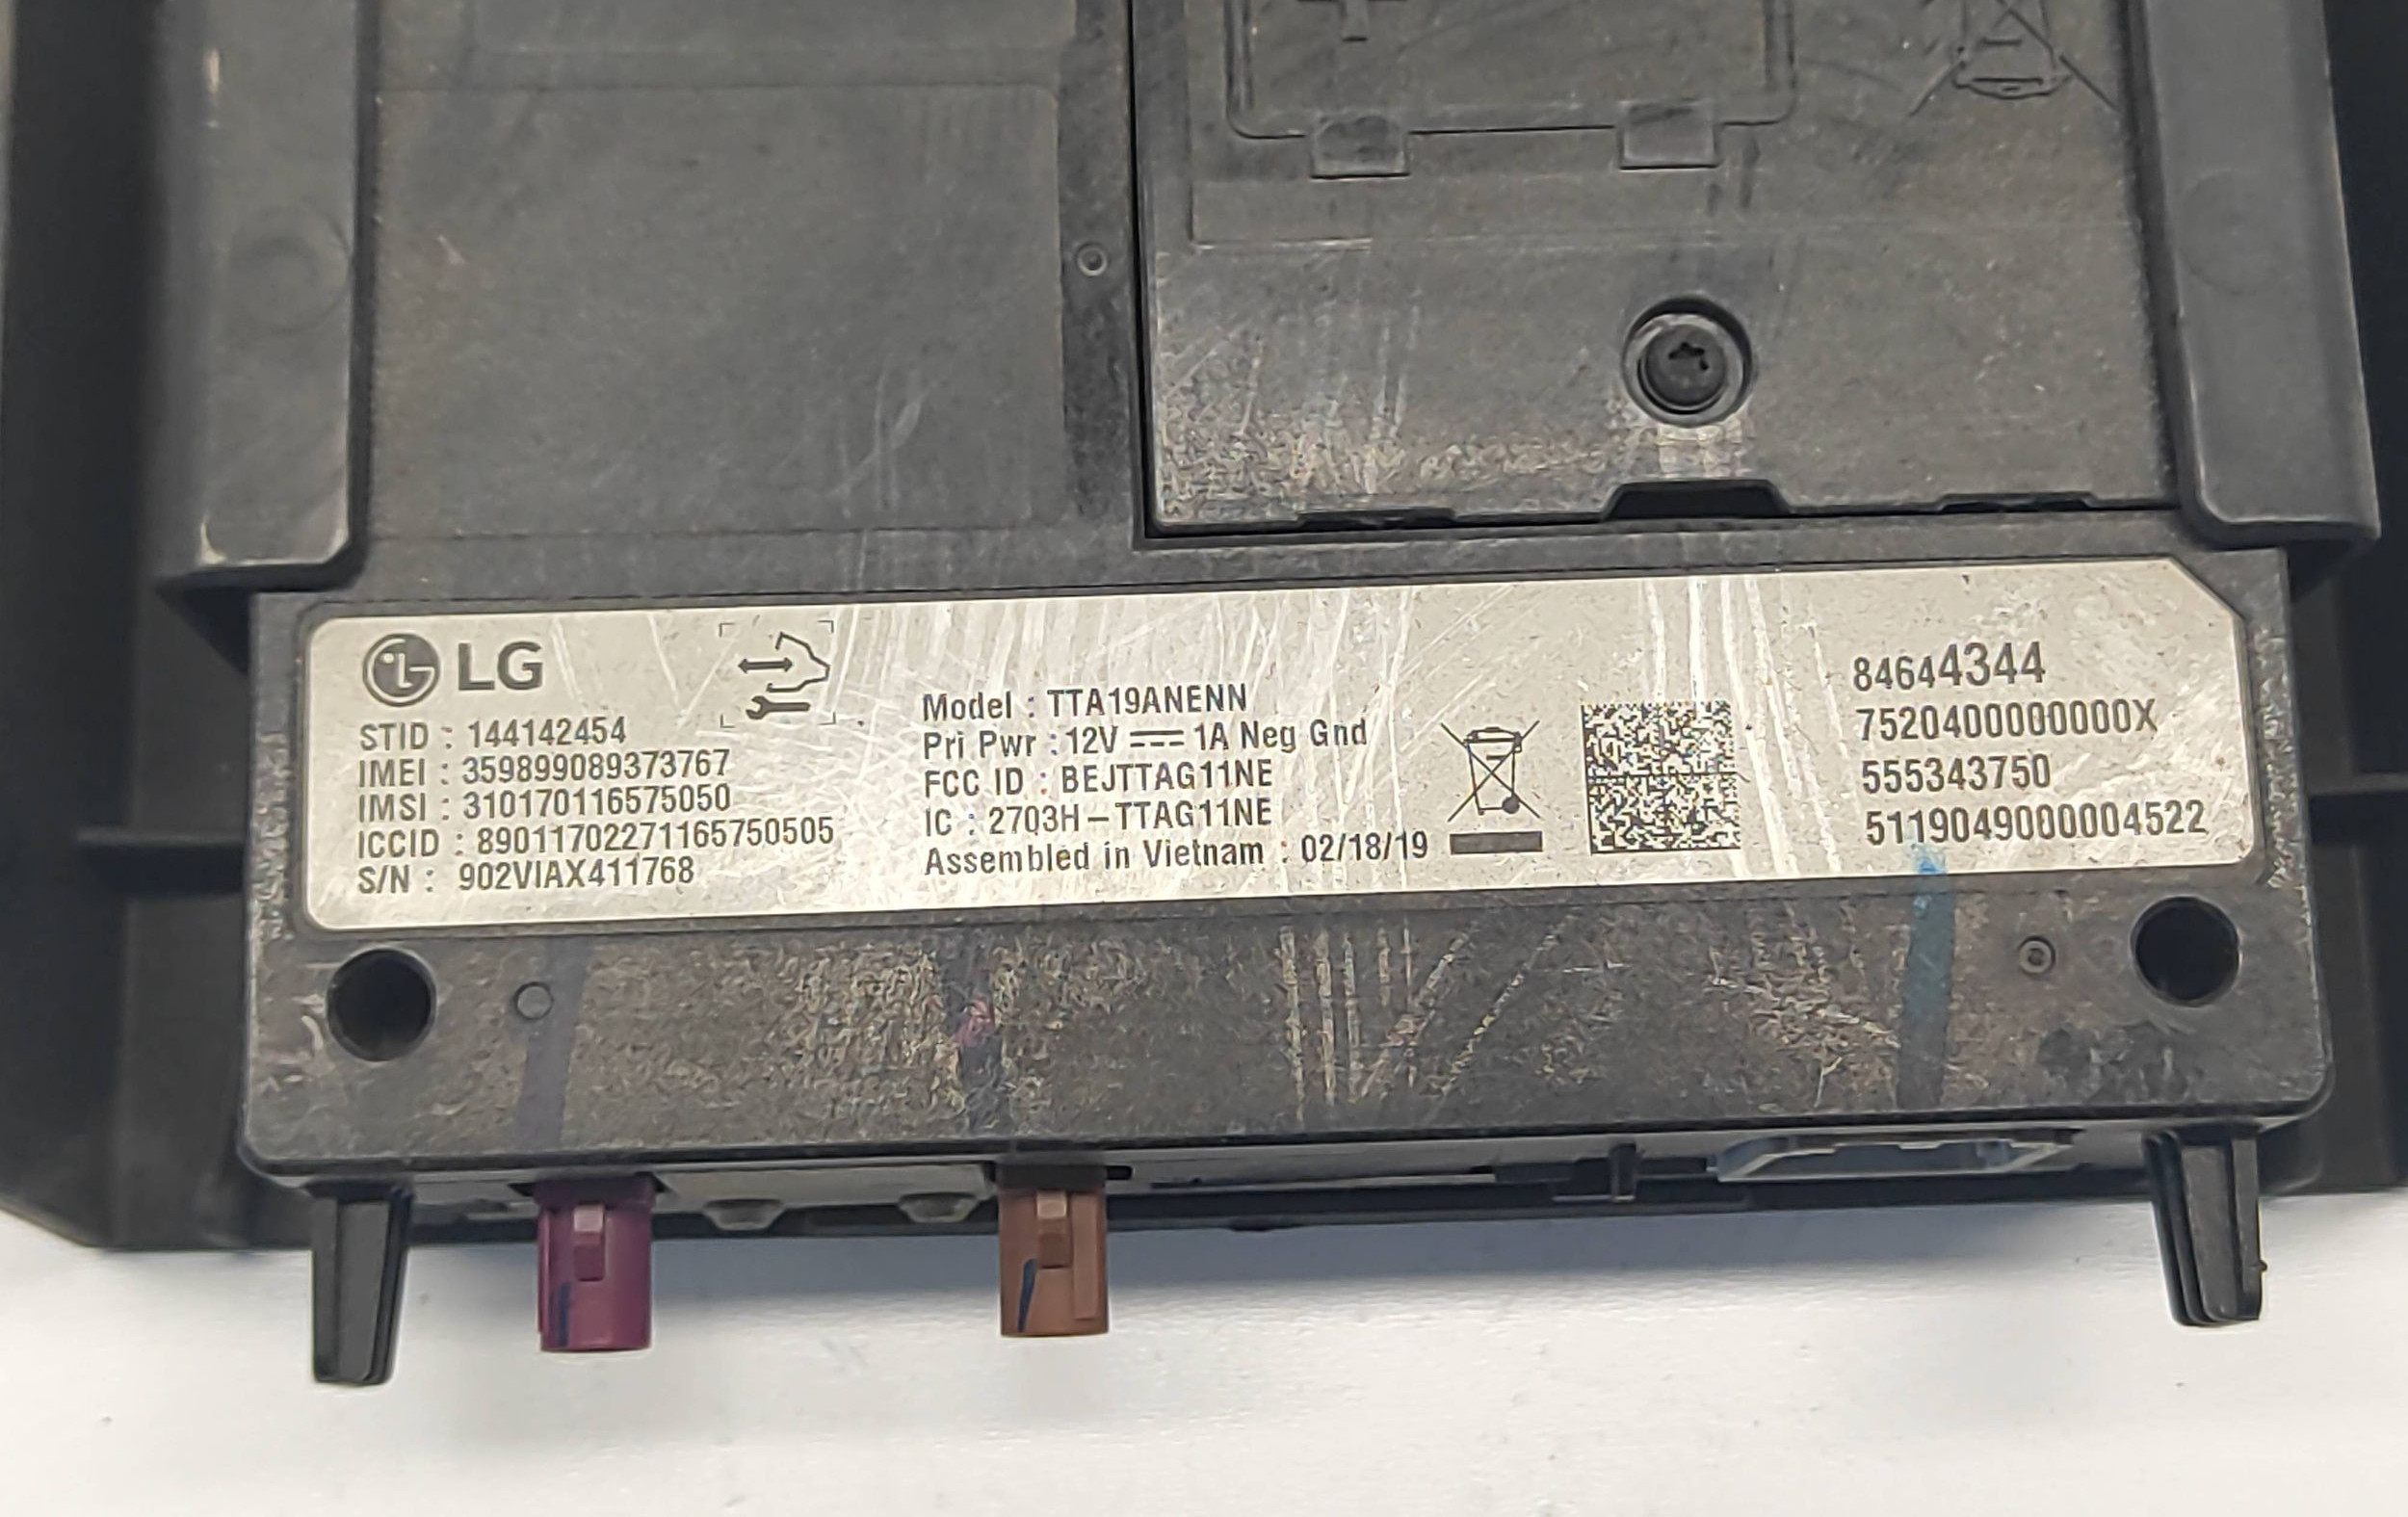 LG
STID : 144142454
IMEI : 359899089373767
IMSI : 310170116575050
ICCID : 89011702271165750505
S/N : 902VIAX411768
Model : TTA19ANENN
Pri Pwr : 12V ⎓ 1A Neg Gnd
FCC ID : BEJTTAG11NE
IC : 2703H-TTAG11NE
Assembled in Vietnam : 02/18/19
84644344
7520400000000X
555343750
5119049000004522